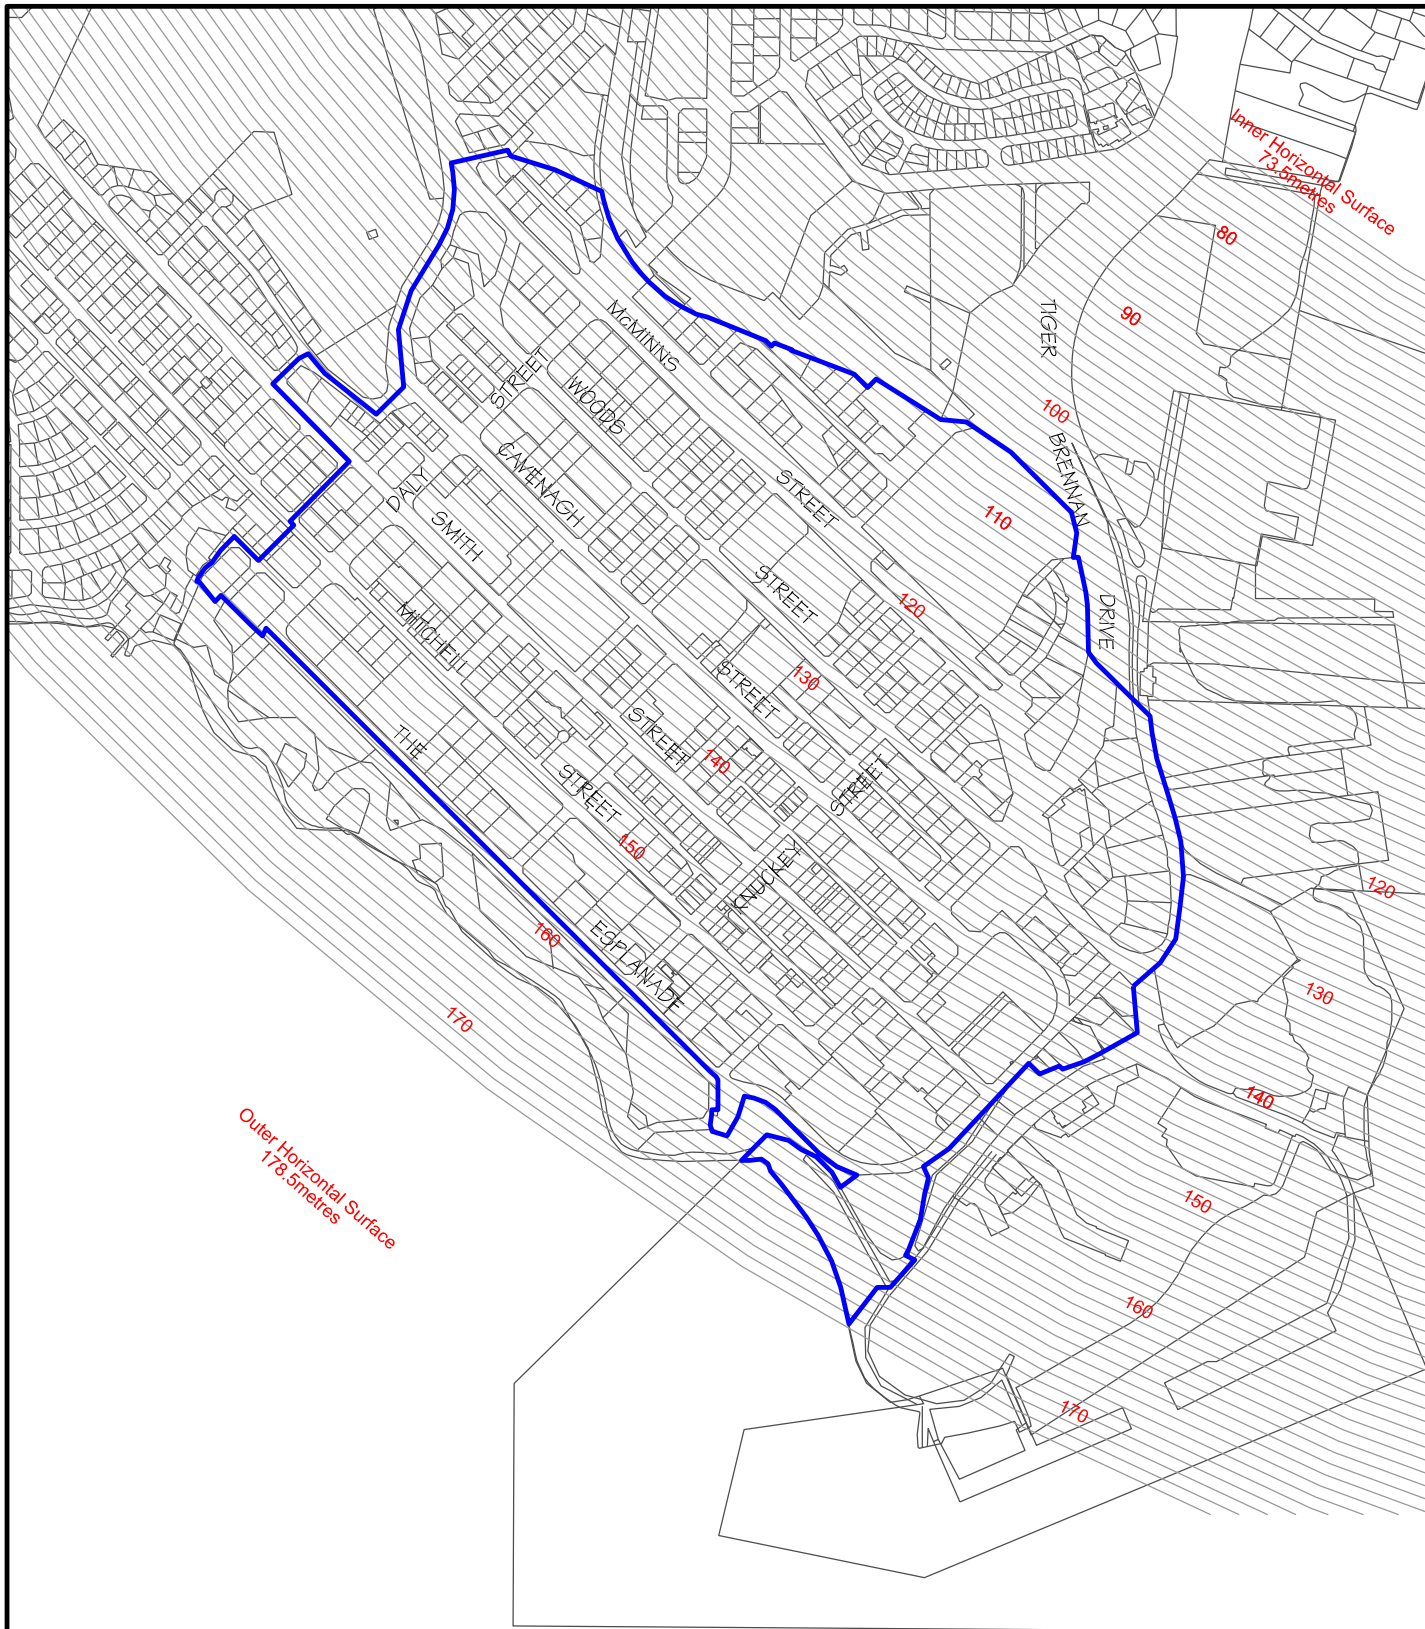 Inner Horizontal Surface
73.5metres
80
90
TIGER
McMINNS
STREET
WOODS
100
BRENNAN
CAVENAGH
DALY
STREET
110
SMITH
STREET
120
DRIVE
MITCHELL
STREET
130
THE
STREET
140
STREET
STREET
150
KNUCKEY
120
160
ESPLANADE
170
130
140
Outer Horizontal Surface
178.5metres
150
160
170